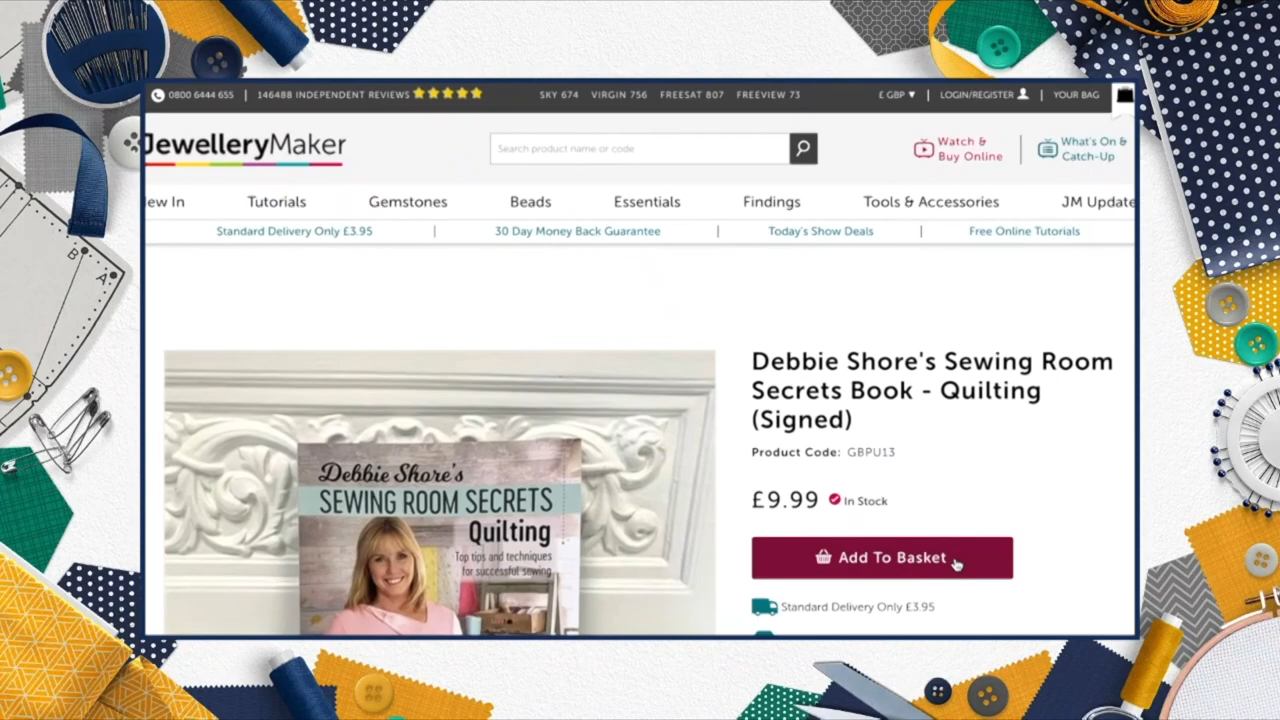 0800 6444 655 | 146488 INDEPENDENT REVIEWS SKY 674 VIRGIN 756 FREESAT 807 FREEVIEW 73 £ GBP ▼ | LOGIN/REGISTER | YOUR BAG
JewelleryMaker
Search product name or code
Watch &
Buy Online
What's On &
Catch-Up
ew In Tutorials Gemstones Beads Essentials Findings Tools & Accessories JM Update
Standard Delivery Only £3.95 | 30 Day Money Back Guarantee | Today's Show Deals | Free Online Tutorials
Debbie Shore's Sewing Room
Secrets Book - Quilting
(Signed)
Product Code: GBPU13
£9.99 In Stock
Add To Basket
Standard Delivery Only £3.95
Debbie Shore's
SEWING ROOM SECRETS
Quilting
Top tips and techniques
for successful sewing
B
A